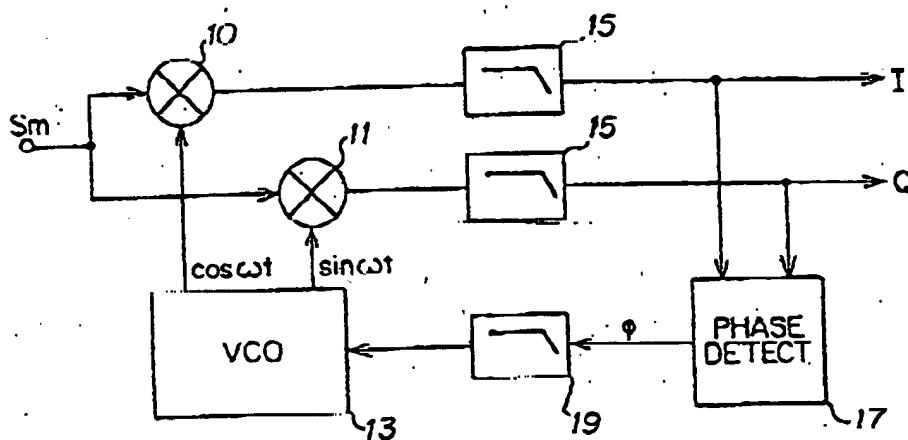 10
15
I
Sm
11
15
Q
cosωt
sinωt
VCO
φ
PHASE
DETECT.
13
19
17